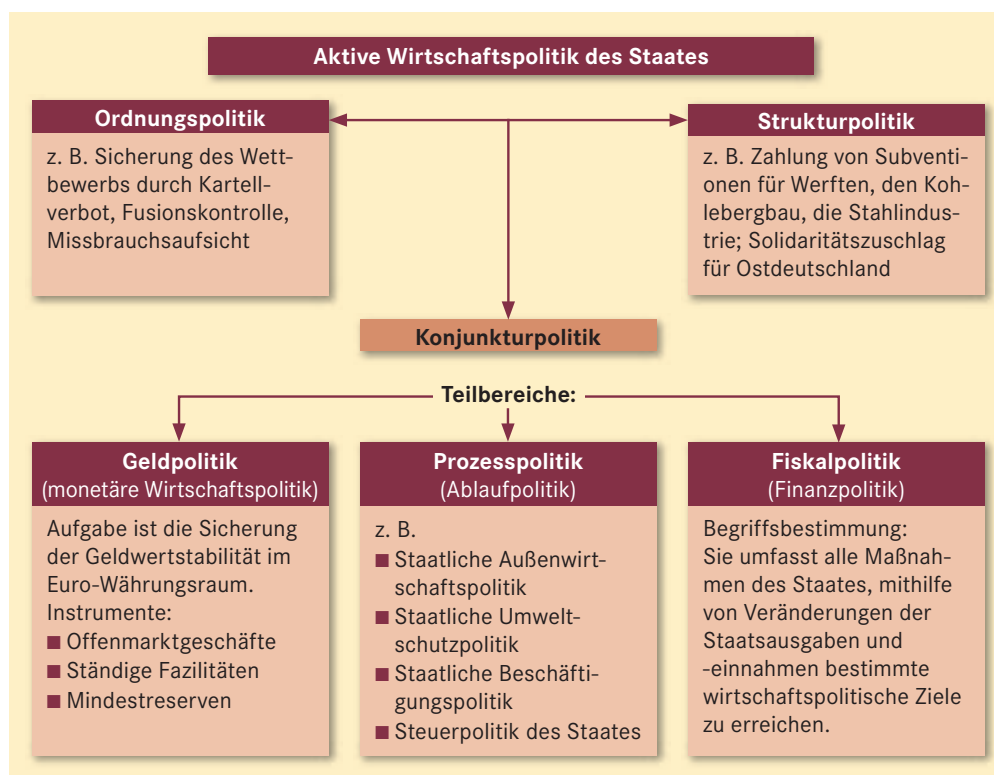 Aktive Wirtschaftspolitik des Staates
Ordnungspolitik
z. B. Sicherung des Wett-
bewerbs durch Kartell-
verbot, Fusionskontrolle,
Missbrauchsaufsicht
Strukturpolitik
z. B. Zahlung von Subventi-
onen für Werften, den Koh-
lebergbau, die Stahlindus-
trie; Solidaritätszuschlag
für Ostdeutschland
Konjunkturpolitik
Teilbereiche:
Geldpolitik
(monetäre Wirtschaftspolitik)
Aufgabe ist die Sicherung
der Geldwertstabilität im
Euro-Währungsraum.
Instrumente:
■ Offenmarktgeschäfte
■ Ständige Fazilitäten
■ Mindestreserven
Prozesspolitik
(Ablaufpolitik)
z. B.
■ Staatliche Außenwirt-
schaftspolitik
■ Staatliche Umwelt-
schutzpolitik
■ Staatliche Beschäfti-
gungspolitik
■ Steuerpolitik des Staates
Fiskalpolitik
(Finanzpolitik)
Begriffsbestimmung:
Sie umfasst alle Maßnah-
men des Staates, mithilfe
von Veränderungen der
Staatsausgaben und
-einnahmen bestimmte
wirtschaftspolitische Ziele
zu erreichen.